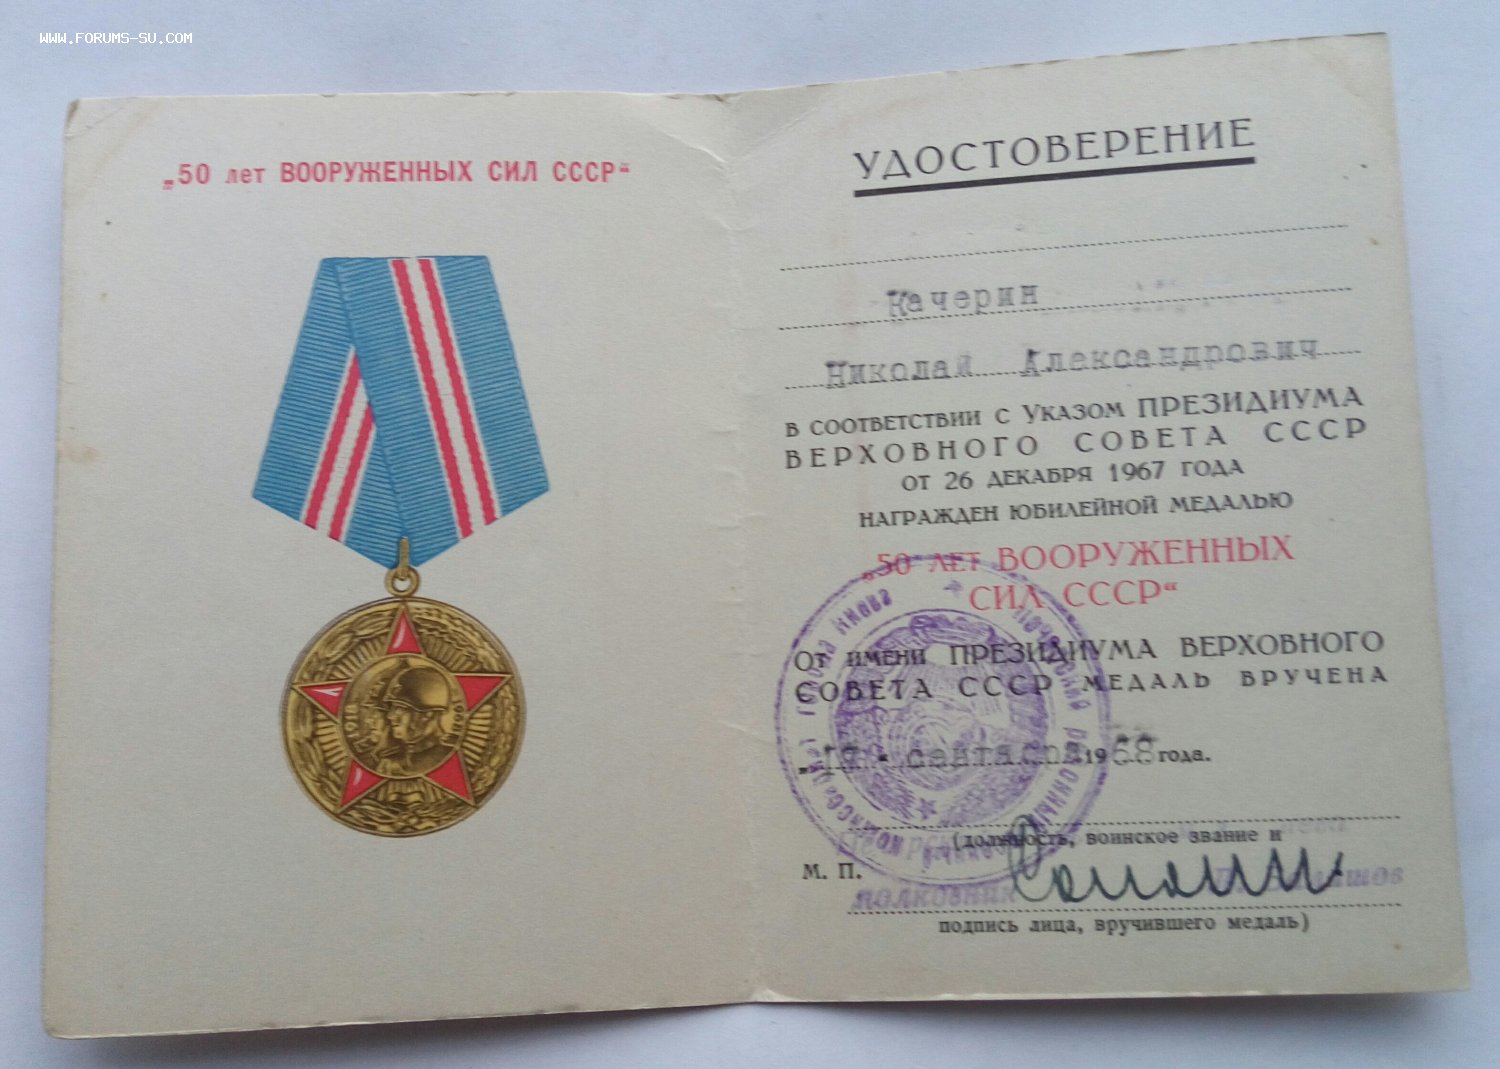 WWW.FORUMS-SU.COM
„50 лет ВООРУЖЕННЫХ СИЛ СССР“
УДОСТОВЕРЕНИЕ
Качерин
Николай Александрович
В СООТВЕТСТВИИ С УКАЗОМ ПРЕЗИДИУМА
ВЕРХОВНОГО СОВЕТА СССР
ОТ 26 ДЕКАБРЯ 1967 ГОДА
НАГРАЖДЕН ЮБИЛЕЙНОЙ МЕДАЛЬЮ
„50 ЛЕТ ВООРУЖЕННЫХ
СИЛ СССР“
ОТ ИМЕНИ ПРЕЗИДИУМА ВЕРХОВНОГО
СОВЕТА СССР МЕДАЛЬ ВРУЧЕНА
сентября 1968 года.
(должность, воинское звание и
М. П.
полковник
подпись лица, вручившего медаль)